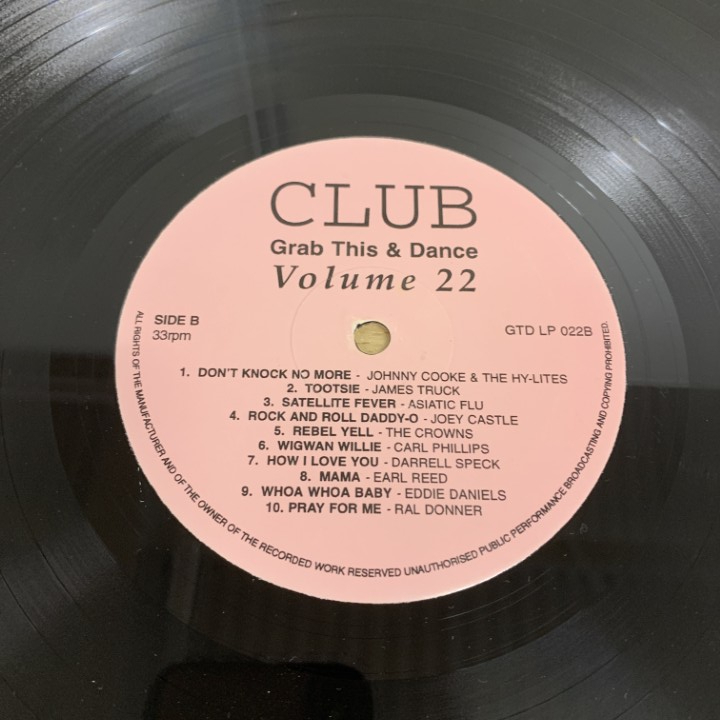 CLUB
Grab This & Dance
Volume 22
SIDE B
33rpm
GTD LP 022B
1. DON'T KNOCK NO MORE - JOHNNY COOKE & THE HY-LITES
2. TOOTSIE - JAMES TRUCK
3. SATELLITE FEVER - ASIATIC FLU
4. ROCK AND ROLL DADDY-O - JOEY CASTLE
5. REBEL YELL - THE CROWNS
6. WIGWAN WILLIE - CARL PHILLIPS
7. HOW I LOVE YOU - DARRELL SPECK
8. MAMA - EARL REED
9. WHOA WHOA BABY - EDDIE DANIELS
10. PRAY FOR ME - RAL DONNER
ALL RIGHTS OF THE MANUFACTURER AND OF THE OWNER OF THE RECORDED WORK RESERVED UNAUTHORISED PUBLIC PERFORMANCE BROADCASTING AND COPYING PROHIBITED.